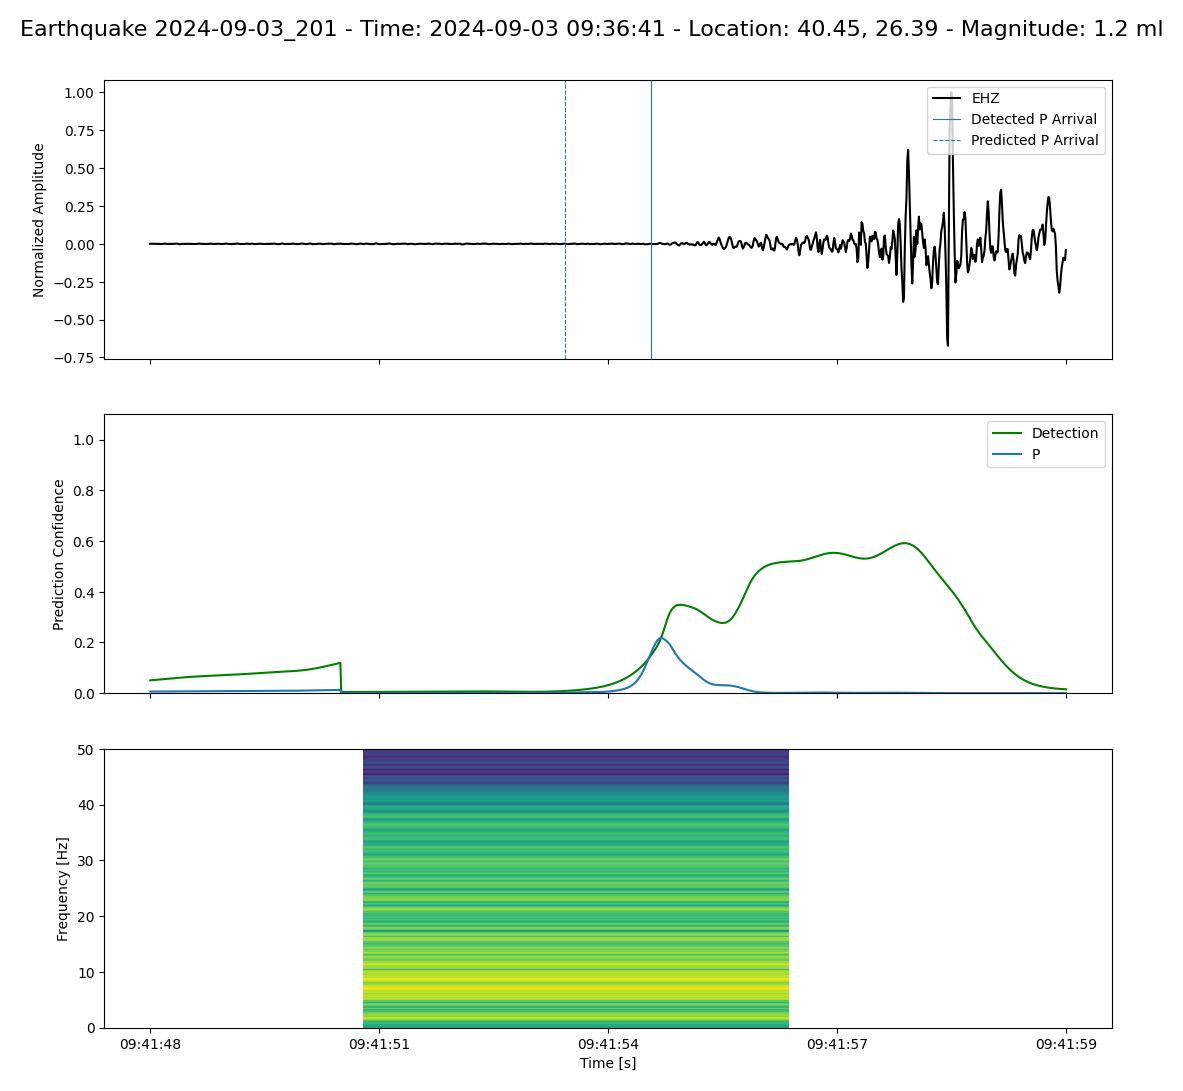 Earthquake 2024-09-03_201 - Time: 2024-09-03 09:36:41 - Location: 40.45, 26.39 - Magnitude: 1.2 ml
1.00
0.75
0.50
0.25
0.00
−0.25
−0.50
−0.75
Normalized Amplitude
EHZ
Detected P Arrival
Predicted P Arrival
1.0
0.8
0.6
0.4
0.2
0.0
Prediction Confidence
Detection
P
50
40
30
20
10
0
Frequency [Hz]
09:41:48 09:41:51 09:41:54 09:41:57 09:41:59
Time [s]